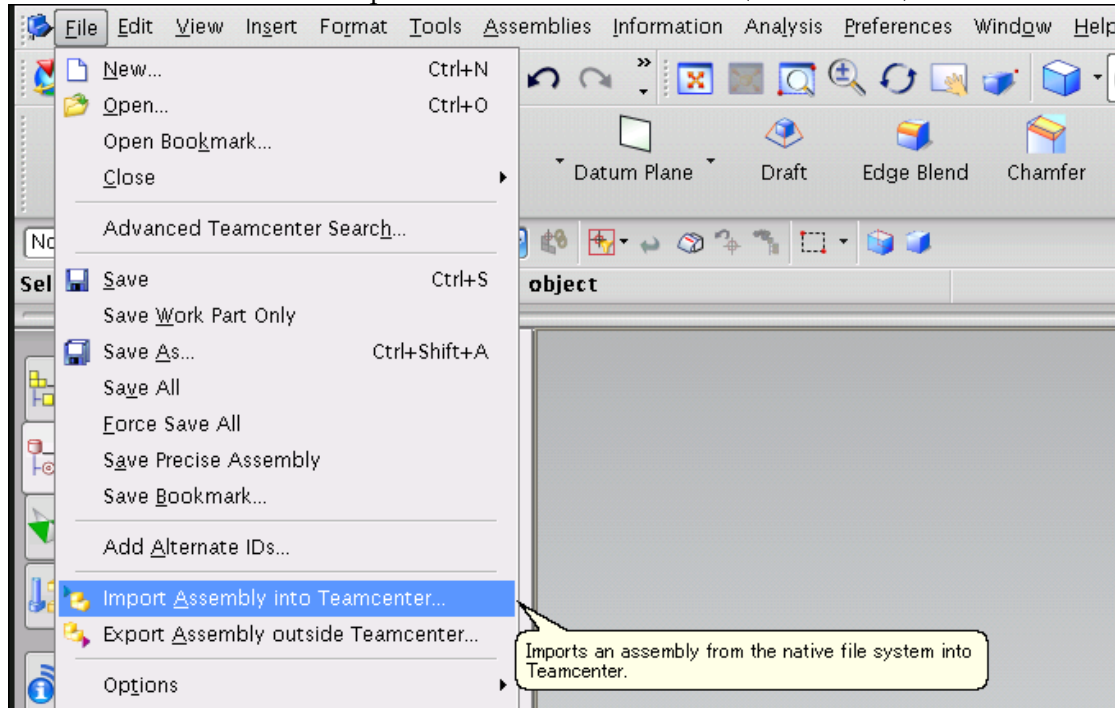 File Edit View Insert Format Tools Assemblies Information Analysis Preferences Window Help
New... Ctrl+N
Open... Ctrl+O
Open Bookmark...
Close
Datum Plane Draft Edge Blend Chamfer
Advanced Teamcenter Search...
No
Save Ctrl+S
Sel object
Save Work Part Only
Save As... Ctrl+Shift+A
Save All
Force Save All
Save Precise Assembly
Save Bookmark...
Add Alternate IDs...
Import Assembly into Teamcenter...
Export Assembly outside Teamcenter...
Imports an assembly from the native file system into
Teamcenter.
Options